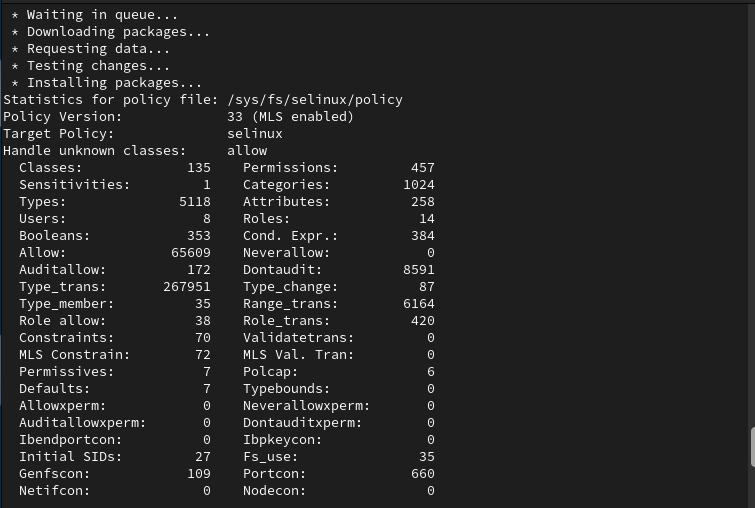 * Waiting in queue...
* Downloading packages...
* Requesting data...
* Testing changes...
* Installing packages...
Statistics for policy file: /sys/fs/selinux/policy
Policy Version: 33 (MLS enabled)
Target Policy: selinux
Handle unknown classes: allow
Classes: 135 Permissions: 457
Sensitivities: 1 Categories: 1024
Types: 5118 Attributes: 258
Users: 8 Roles: 14
Booleans: 353 Cond. Expr.: 384
Allow: 65609 Neverallow: 0
Auditallow: 172 Dontaudit: 8591
Type_trans: 267951 Type_change: 87
Type_member: 35 Range_trans: 6164
Role allow: 38 Role_trans: 420
Constraints: 70 Validatetrans: 0
MLS Constrain: 72 MLS Val. Tran: 0
Permissives: 7 Polcap: 6
Defaults: 7 Typebounds: 0
Allowxperm: 0 Neverallowxperm: 0
Auditallowxperm: 0 Dontauditxperm: 0
Ibendportcon: 0 Ibpkeycon: 0
Initial SIDs: 27 Fs_use: 35
Genfscon: 109 Portcon: 660
Netifcon: 0 Nodecon: 0